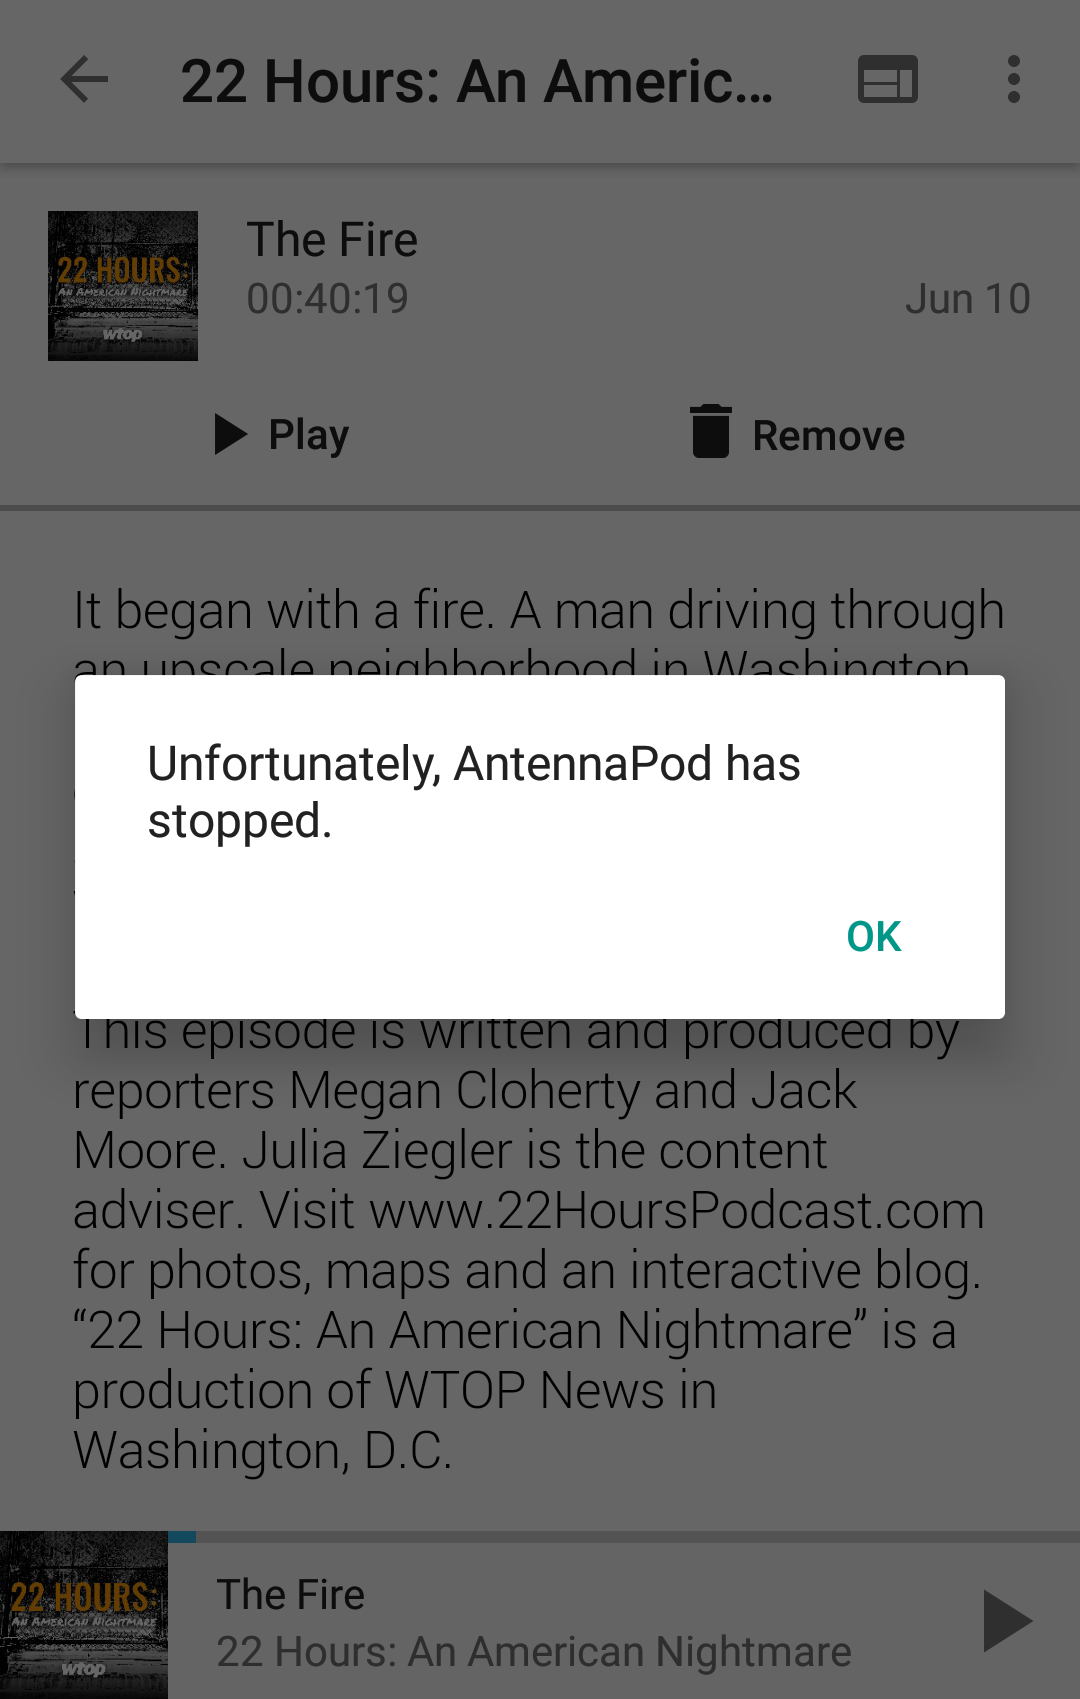 22 Hours: An Americ...
22 HOURS:
AN AMERICAN NIGHTMARE
wtop
The Fire
00:40:19
Jun 10
Play
Remove
It began with a fire. A man driving through
an upscale neighborhood in Washington
Unfortunately, AntennaPod has
stopped.
OK
This episode is written and produced by
reporters Megan Cloherty and Jack
Moore. Julia Ziegler is the content
adviser. Visit www.22HoursPodcast.com
for photos, maps and an interactive blog.
“22 Hours: An American Nightmare” is a
production of WTOP News in
Washington, D.C.
22 HOURS:
AN AMERICAN NIGHTMARE
wtop
The Fire
22 Hours: An American Nightmare